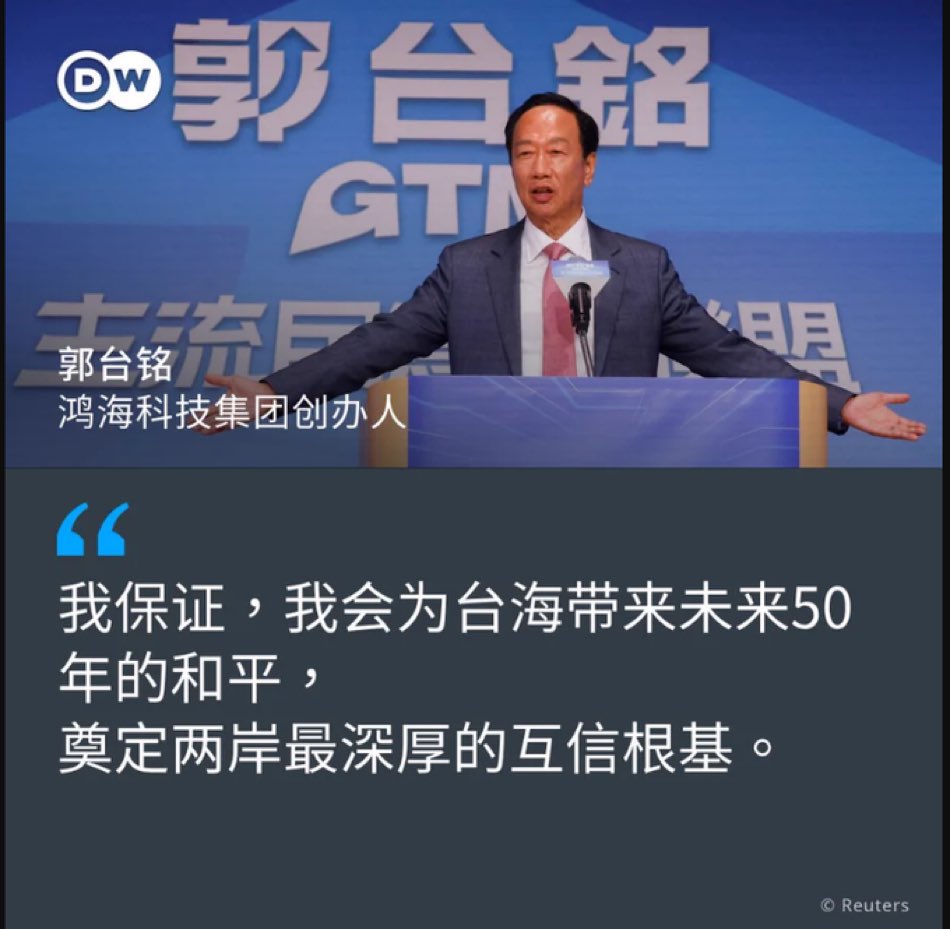 DW
郭台銘
GTM
主流民
聯盟
郭台铭
鸿海科技集团创办人
“
我保证，我会为台海带来未来50
年的和平，
奠定两岸最深厚的互信根基。
© Reuters